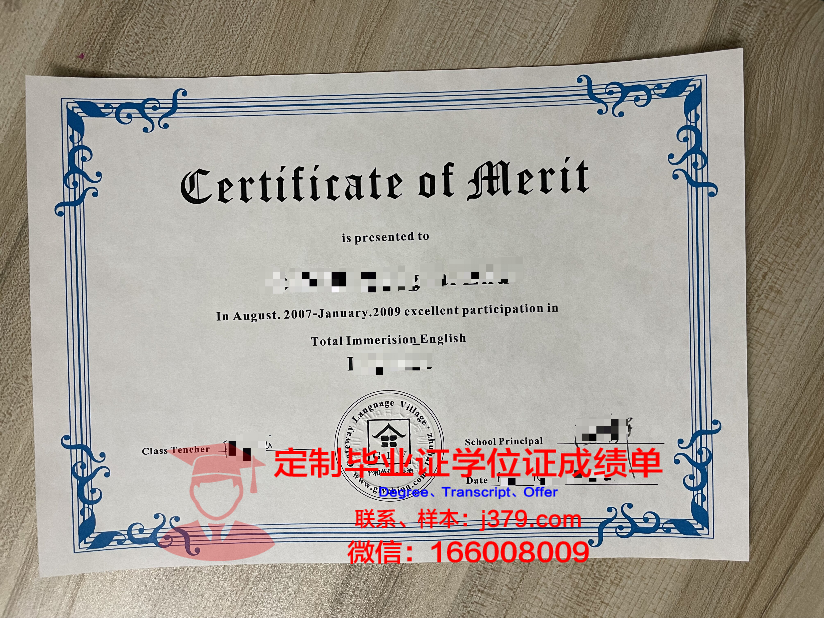 Certificate of Merit
is presented to
In August. 2007-January.2009 excellent participation in
Total Immerision English
Language Village
Class Tencher
School Principal
Date
定制毕业证学位证成绩单
Degree、Transcript、Offer
联系、样本：j379.com
微信：166008009